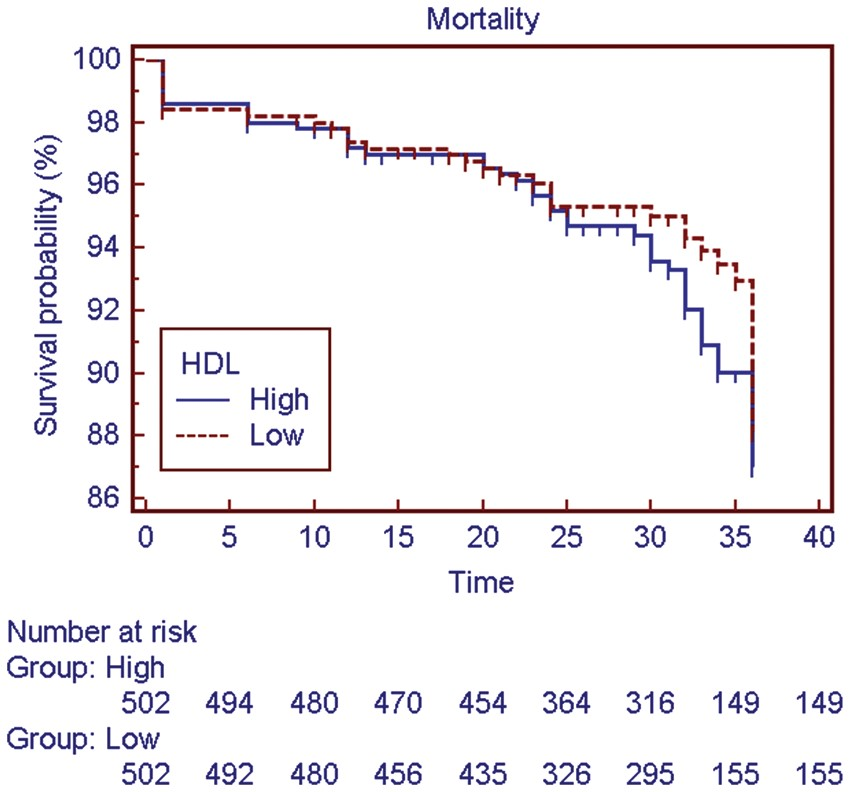 Mortality
100
98
96
94
92
90
88
86
Survival probability (%)
HDL
High
Low
0 5 10 15 20 25 30 35 40
Time
Number at risk
Group: High
502 494 480 470 454 364 316 149 149
Group: Low
502 492 480 456 435 326 295 155 155